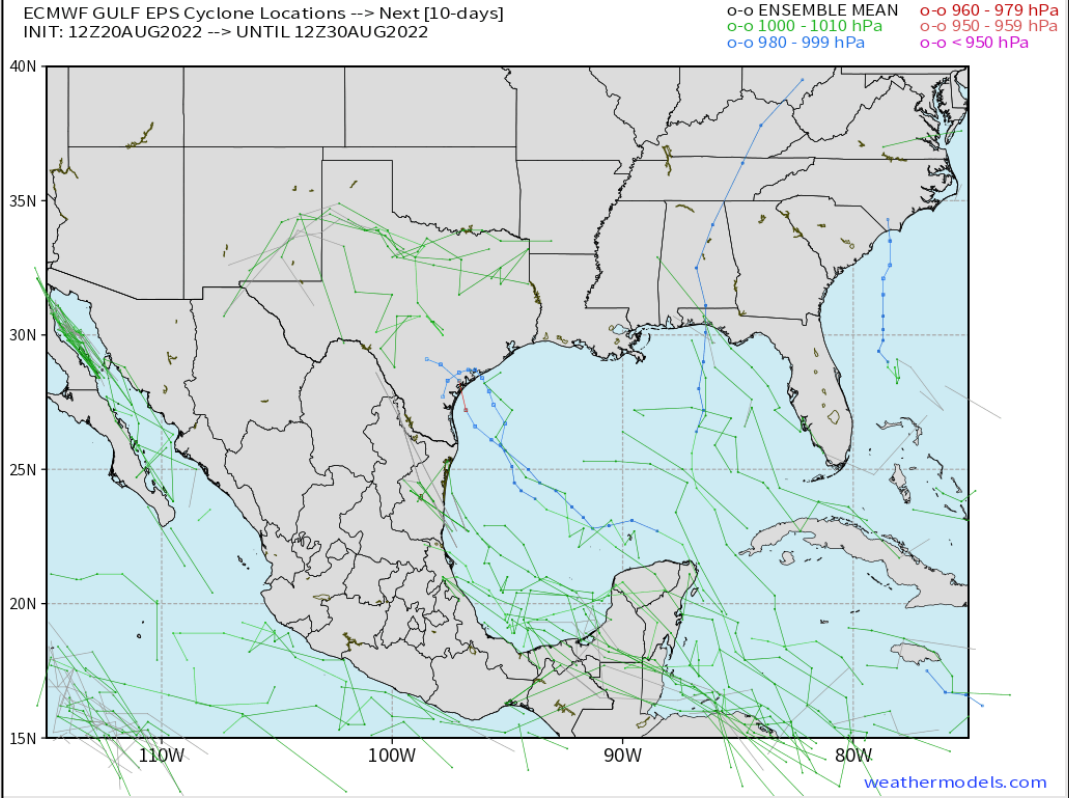 ECMWF GULF EPS Cyclone Locations --> Next [10-days]
INIT: 12Z20AUG2022 --> UNTIL 12Z30AUG2022
o-o ENSEMBLE MEAN
o-o 1000 - 1010 hPa
o-o 980 - 999 hPa
o-o 960 - 979 hPa
o-o 950 - 959 hPa
o-o < 950 hPa
40N
35N
30N
25N
20N
15N
110W
100W
90W
80W
weathermodels.com